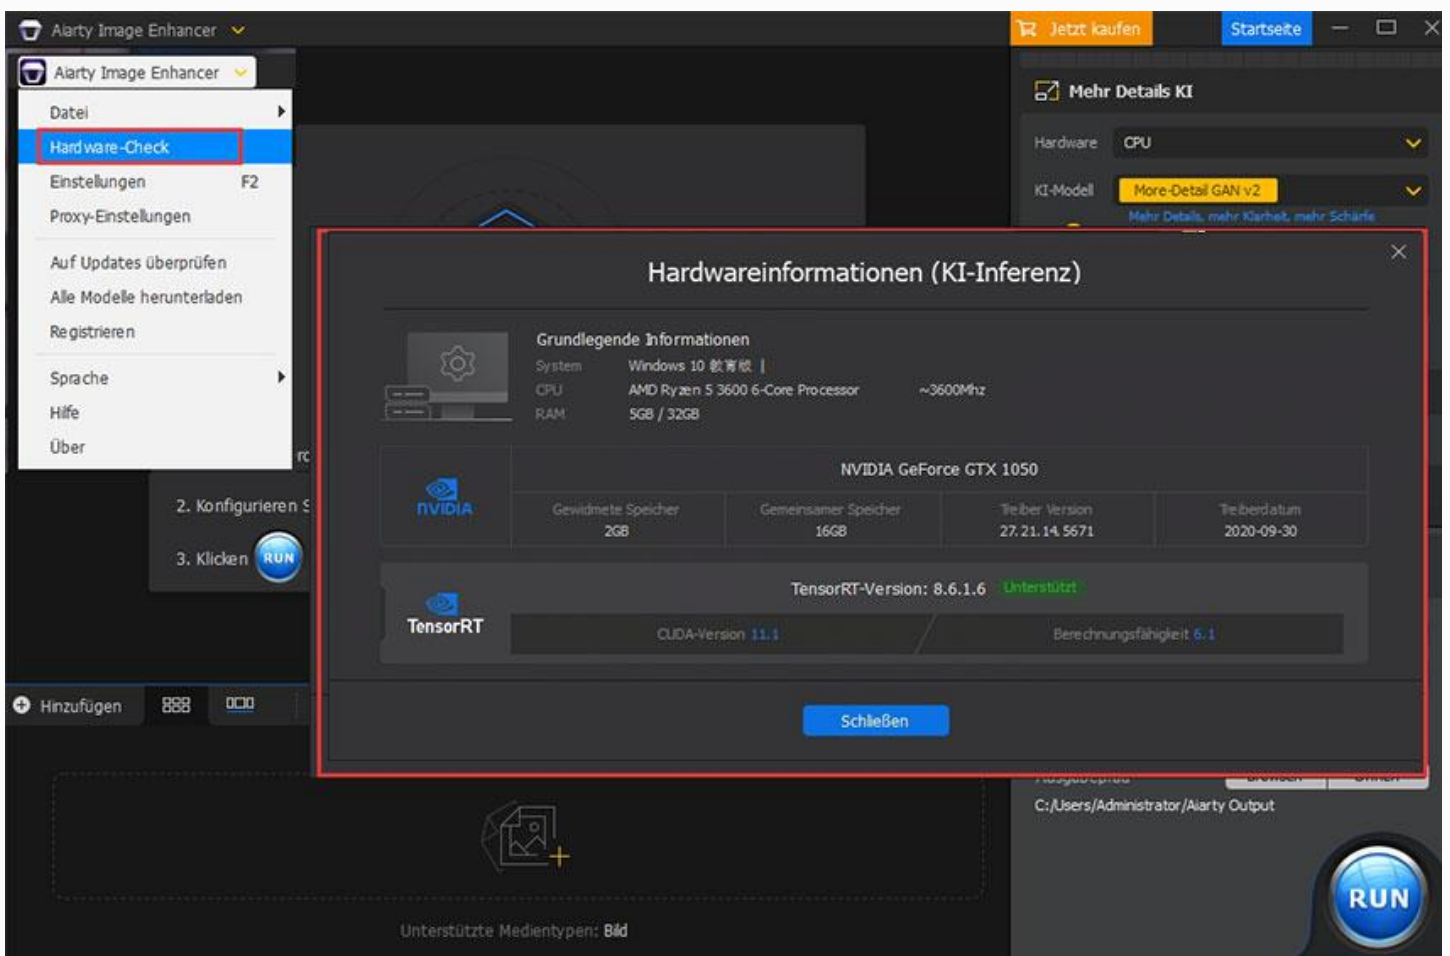 Aiarty Image Enhancer
Jetzt kaufen
Startseite
Aiarty Image Enhancer
Datei
Hardware-Check
Einstellungen F2
Proxy-Einstellungen
Auf Updates überprüfen
Alle Modelle herunterladen
Registrieren
Sprache
Hilfe
Über
2. Konfigurieren S
3. Klicken RUN
Mehr Details KI
Hardware CPU
KI-Modell More-Detail GAN v2
Mehr Details, mehr Klarheit, mehr Schärfe
Hardwareinformationen (KI-Inferenz)
Grundlegende Informationen
System Windows 10 教育版 |
CPU AMD Ryzen 5 3600 6-Core Processor ~3600Mhz
RAM 5GB / 32GB
NVIDIA
NVIDIA GeForce GTX 1050
Gewidmete Speicher Gemeinsamer Speicher Treiber Version Treiberdatum
2GB 16GB 27.21.14.5671 2020-09-30
TensorRT
TensorRT-Version: 8.6.1.6 Unterstützt
CUDA-Version 11.1 Berechnungsfähigkeit 6.1
Schließen
Hinzufügen
Unterstützte Medientypen: Bild
C:/Users/Administrator/Aiarty Output
RUN